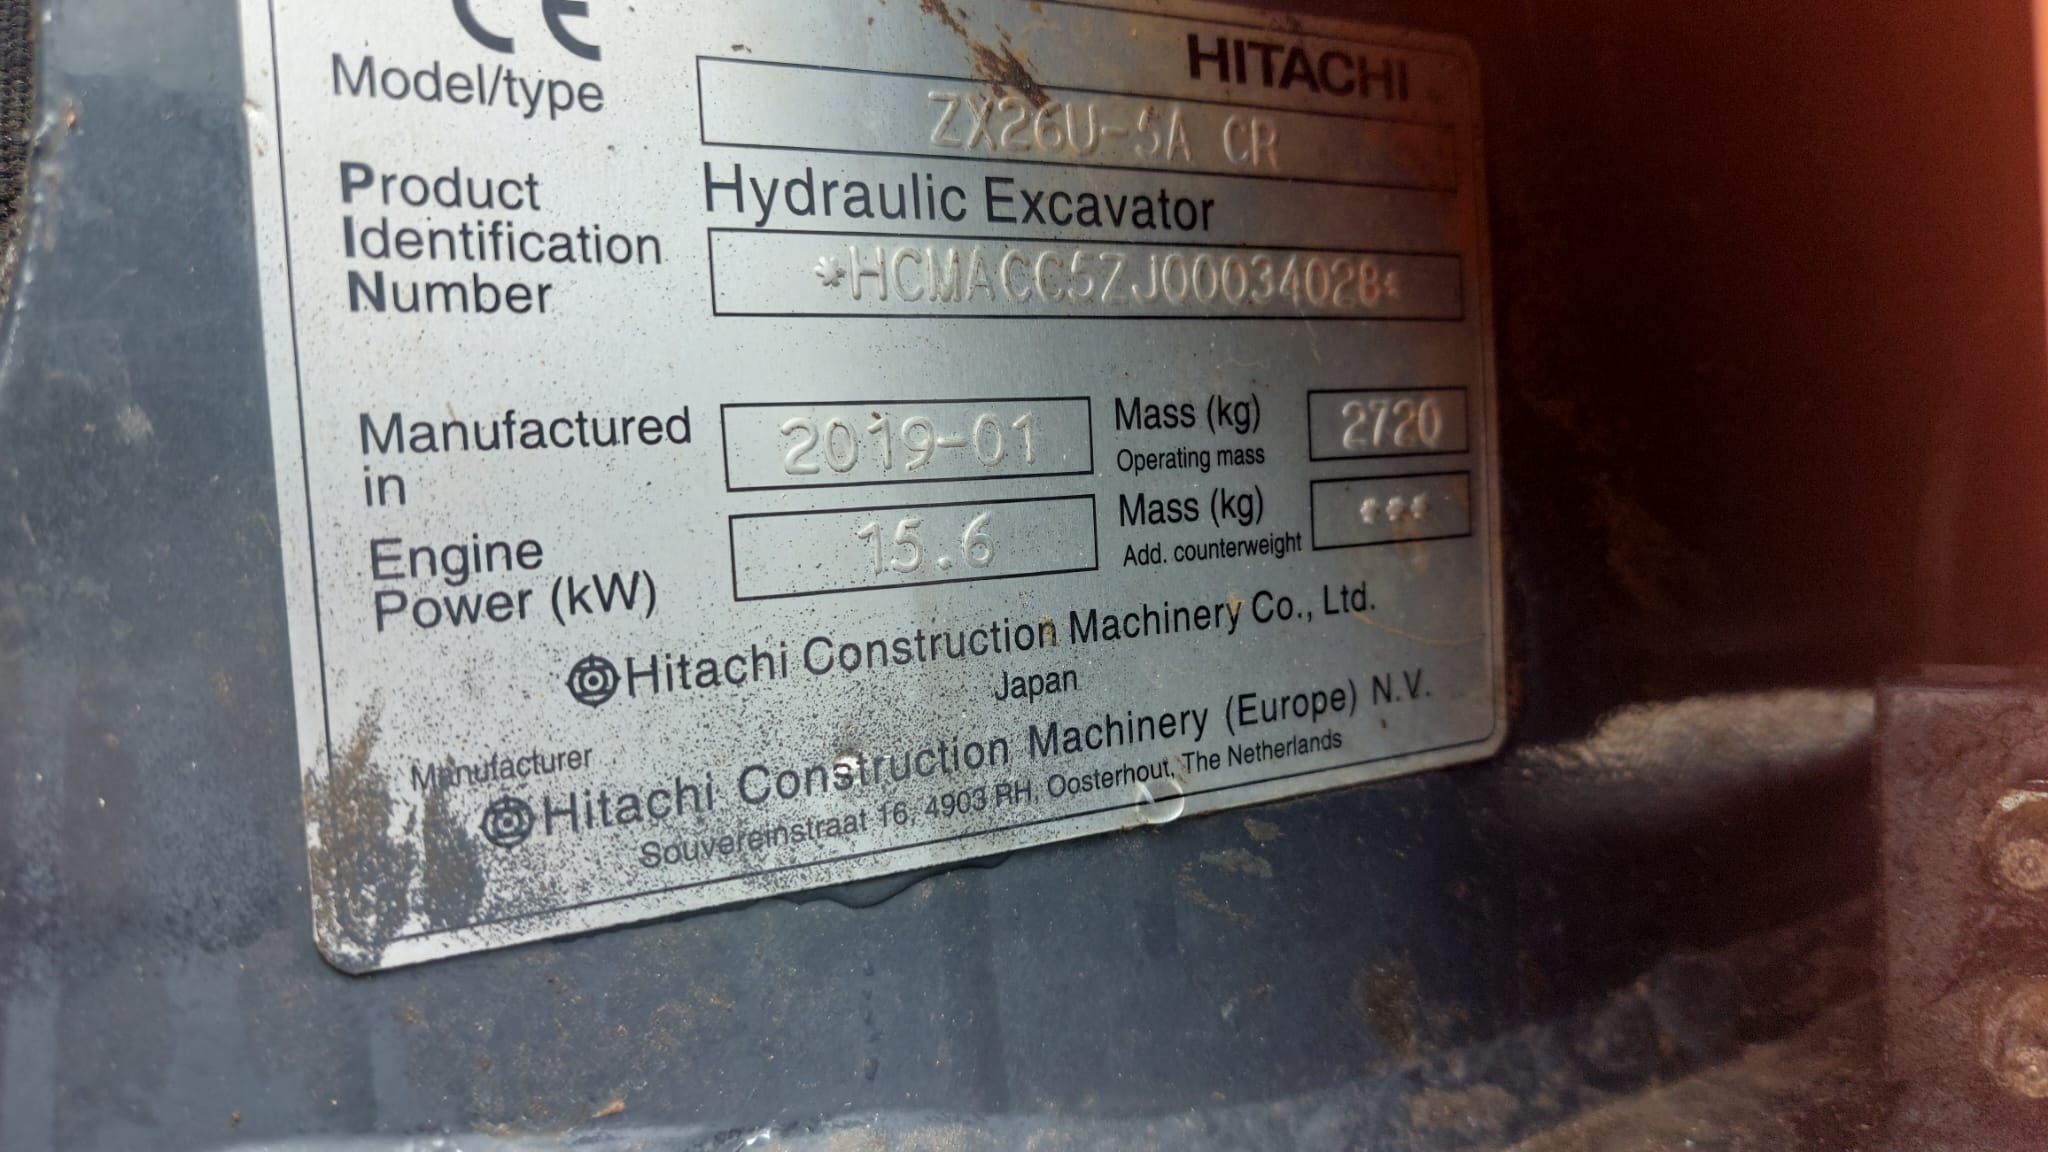 CE
HITACHI
Model/type ZX26U-5A CR
Hydraulic Excavator
Product
Identification
Number *HCMACC5ZJ00034028*
Manufactured
in 2019-01
Mass (kg) 2720
Operating mass
Engine
Power (kW) 15.6
Mass (kg) ***
Add. counterweight
Hitachi Construction Machinery Co., Ltd.
Japan
Manufacturer
Hitachi Construction Machinery (Europe) N.V.
Souvereinstraat 16, 4903 RH, Oosterhout, The Netherlands